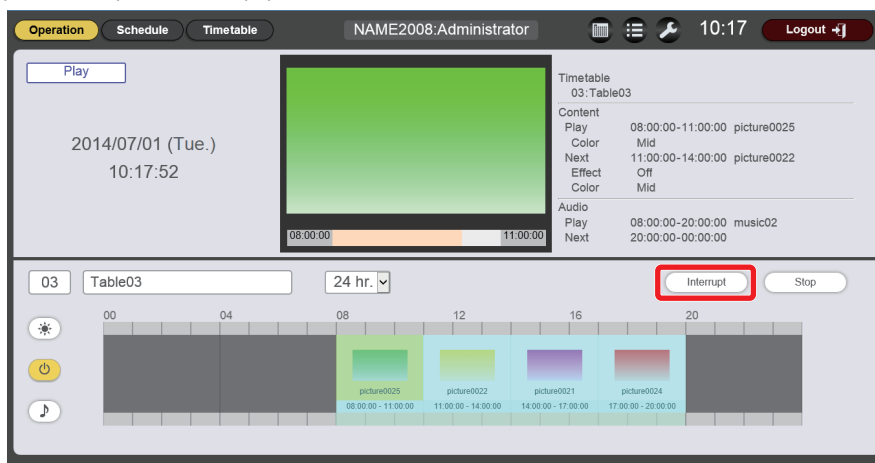 Operation Schedule Timetable NAME2008:Administrator 10:17 Logout
Play
2014/07/01 (Tue.)
10:17:52
08:00:00 11:00:00
Timetable
03:Table03
Content
Play 08:00:00-11:00:00 picture0025
Color Mid
Next 11:00:00-14:00:00 picture0022
Effect Off
Color Mid
Audio
Play 08:00:00-20:00:00 music02
Next 20:00:00-00:00:00
03 Table03 24 hr. Interrupt Stop
00 04 08 12 16 20
picture0025 picture0022 picture0021 picture0024
08:00:00 - 11:00:00 11:00:00 - 14:00:00 14:00:00 - 17:00:00 17:00:00 - 20:00:00